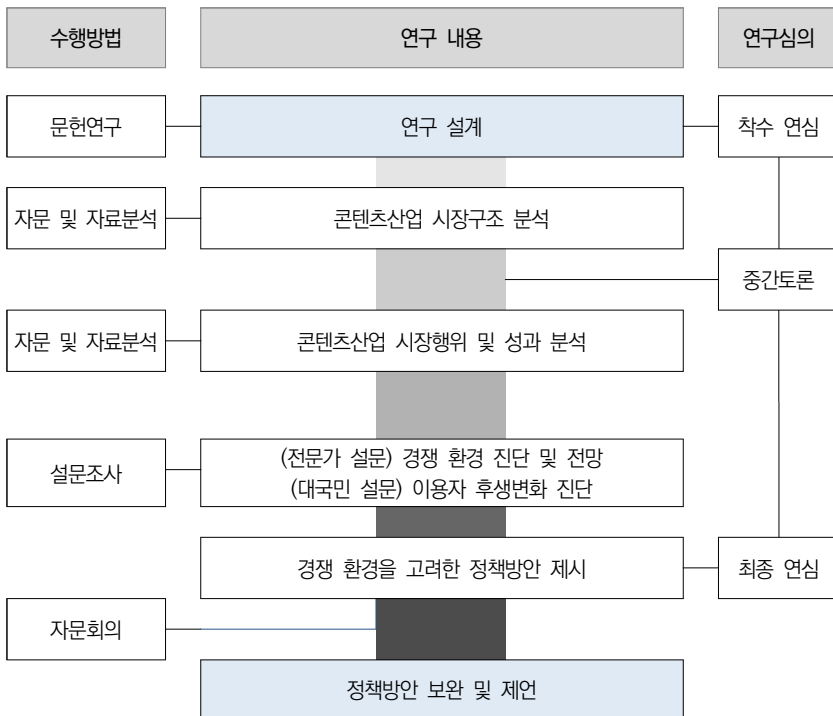 수행방법
연구 내용
연구심의
문헌연구
연구 설계
착수 연심
자문 및 자료분석
콘텐츠산업 시장구조 분석
중간토론
자문 및 자료분석
콘텐츠산업 시장행위 및 성과 분석
설문조사
(전문가 설문) 경쟁 환경 진단 및 전망
(대국민 설문) 이용자 후생변화 진단
경쟁 환경을 고려한 정책방안 제시
최종 연심
자문회의
정책방안 보완 및 제언